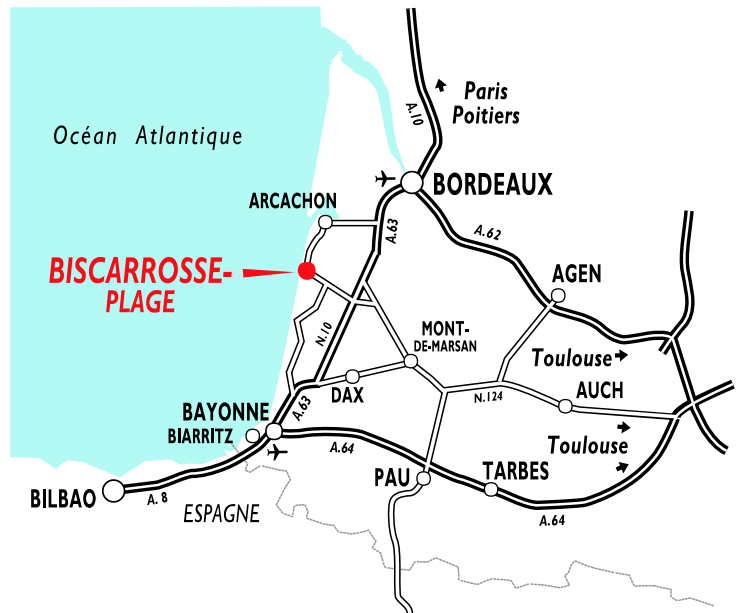 Paris
Poitiers
A.10
Océan Atlantique
BORDEAUX
ARCACHON
A.63
A.62
BISCARROSSE-
PLAGE
AGEN
N.10
MONT-
DE-MARSAN
Toulouse
DAX
N.124
AUCH
A.63
BAYONNE
BIARRITZ
A.64
Toulouse
PAU
TARBES
BILBAO
A.8
ESPAGNE
A.64